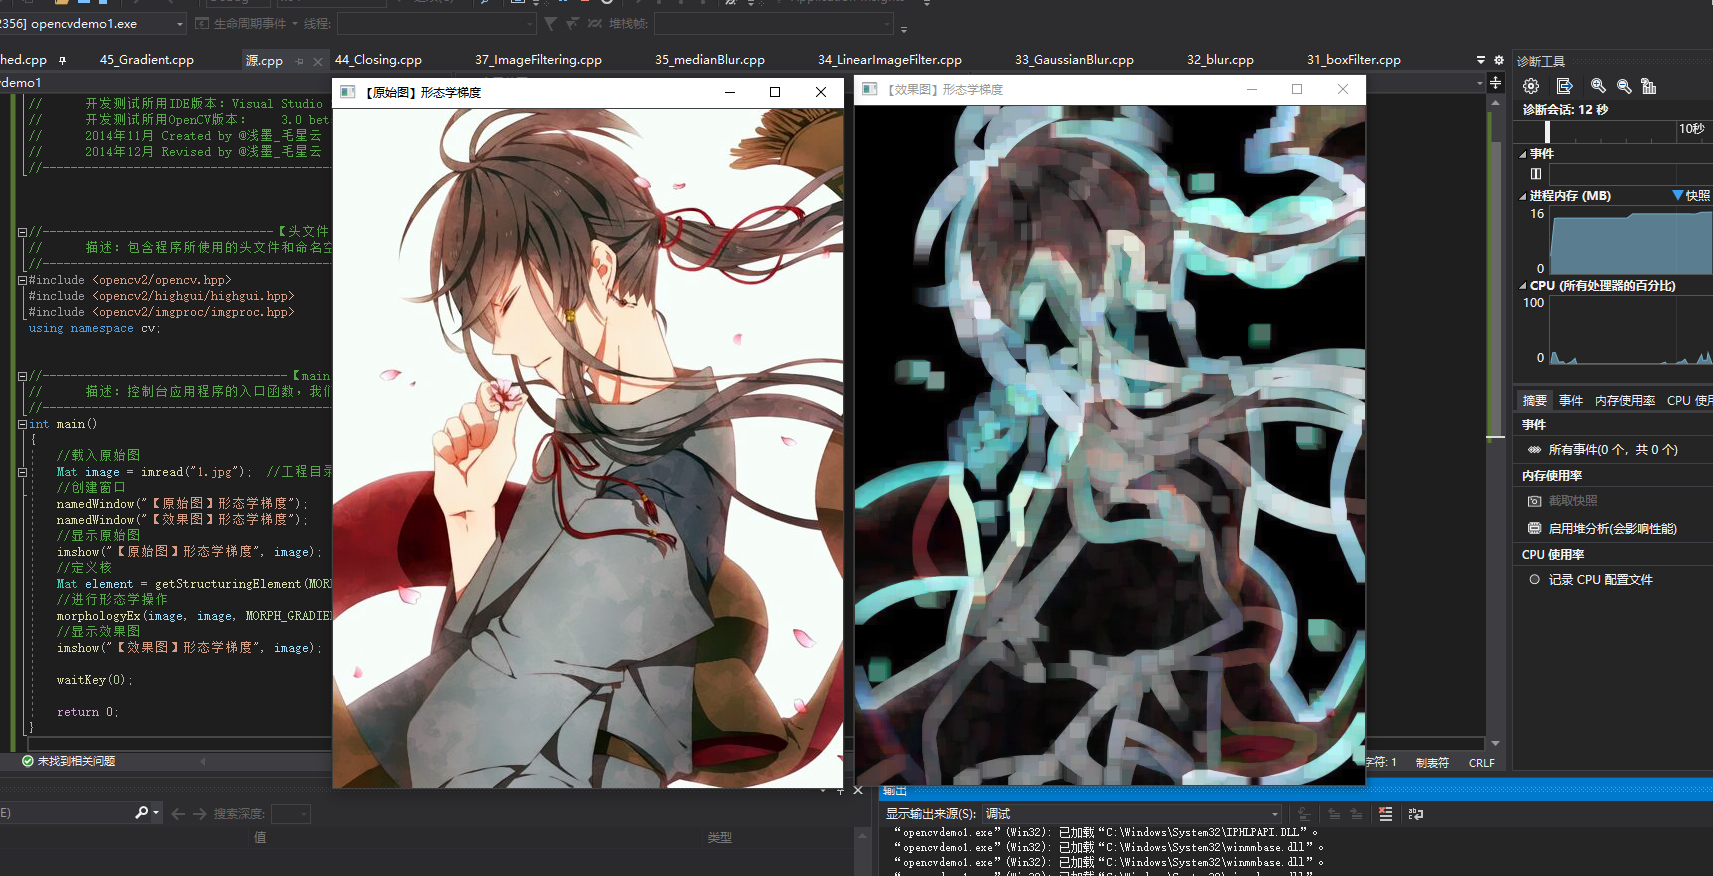 2356] opencvdemo1.exe
生命周期事件
线程:
堆栈帧:
hed.cpp
45_Gradient.cpp
源.cpp
44_Closing.cpp
37_ImageFiltering.cpp
35_medianBlur.cpp
34_LinearImageFilter.cpp
33_GaussianBlur.cpp
32_blur.cpp
31_boxFilter.cpp
demo1
// 开发测试所用IDE版本: Visual Studio
// 开发测试所用OpenCV版本: 3.0 bet
// 2014年11月 Created by @浅墨_毛星云
// 2014年12月 Revised by @浅墨_毛星云
//----------------------------------------
//---------------------------------【头文件
// 描述: 包含程序所使用的头文件和命名空
//----------------------------------------
#include <opencv2/opencv.hpp>
#include <opencv2/highgui/highgui.hpp>
#include <opencv2/imgproc/imgproc.hpp>
using namespace cv;
//-----------------------------------【main
// 描述: 控制台应用程序的入口函数，我们
//----------------------------------------
int main()
{
//载入原始图
Mat image = imread("1.jpg"); //工程目录
//创建窗口
namedWindow("【原始图】形态学梯度");
namedWindow("【效果图】形态学梯度");
//显示原始图
imshow("【原始图】形态学梯度", image);
//定义核
Mat element = getStructuringElement(MOR
//进行形态学操作
morphologyEx(image, image, MORPH_GRADIE
//显示效果图
imshow("【效果图】形态学梯度", image);
waitKey(0);
return 0;
}
【原始图】形态学梯度
【效果图】形态学梯度
诊断工具
诊断会话: 12 秒
10秒
事件
进程内存 (MB)
快照
16
0
CPU (所有处理器的百分比)
100
0
摘要
事件
内存使用率
CPU 使用
事件
所有事件(0 个，共 0 个)
内存使用率
截取快照
启用堆分析(会影响性能)
CPU 使用率
记录 CPU 配置文件
未找到相关问题
字符: 1
制表符
CRLF
E)
搜索深度:
值
类型
输出
显示输出来源(S):
调试
“opencvdemo1.exe”(Win32): 已加载“C:\Windows\System32\IPHLPAPI.DLL”。
“opencvdemo1.exe”(Win32): 已加载“C:\Windows\System32\winmmbase.dll”。
“opencvdemo1.exe”(Win32): 已加载“C:\Windows\System32\winmmbase.dll”。